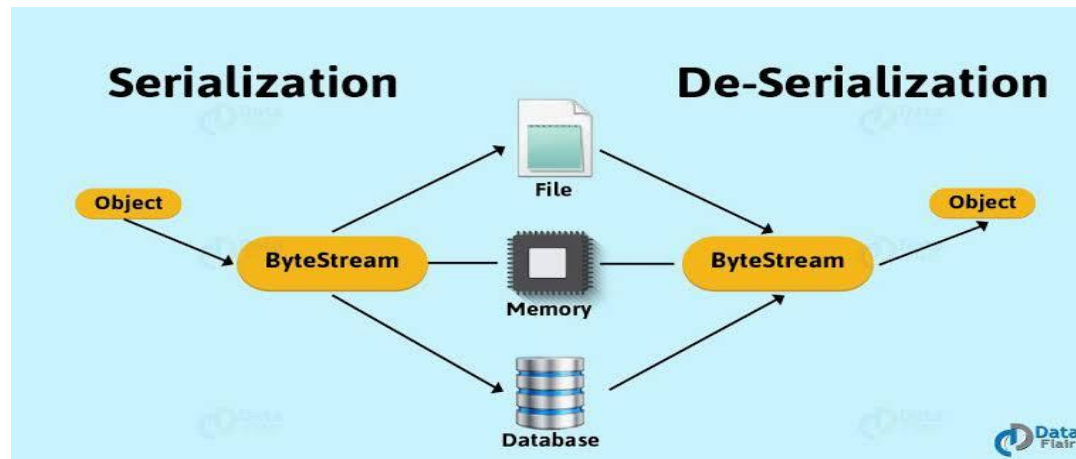 Serialization
De-Serialization
File
Object
Object
ByteStream
ByteStream
Memory
Database
Data
Flair